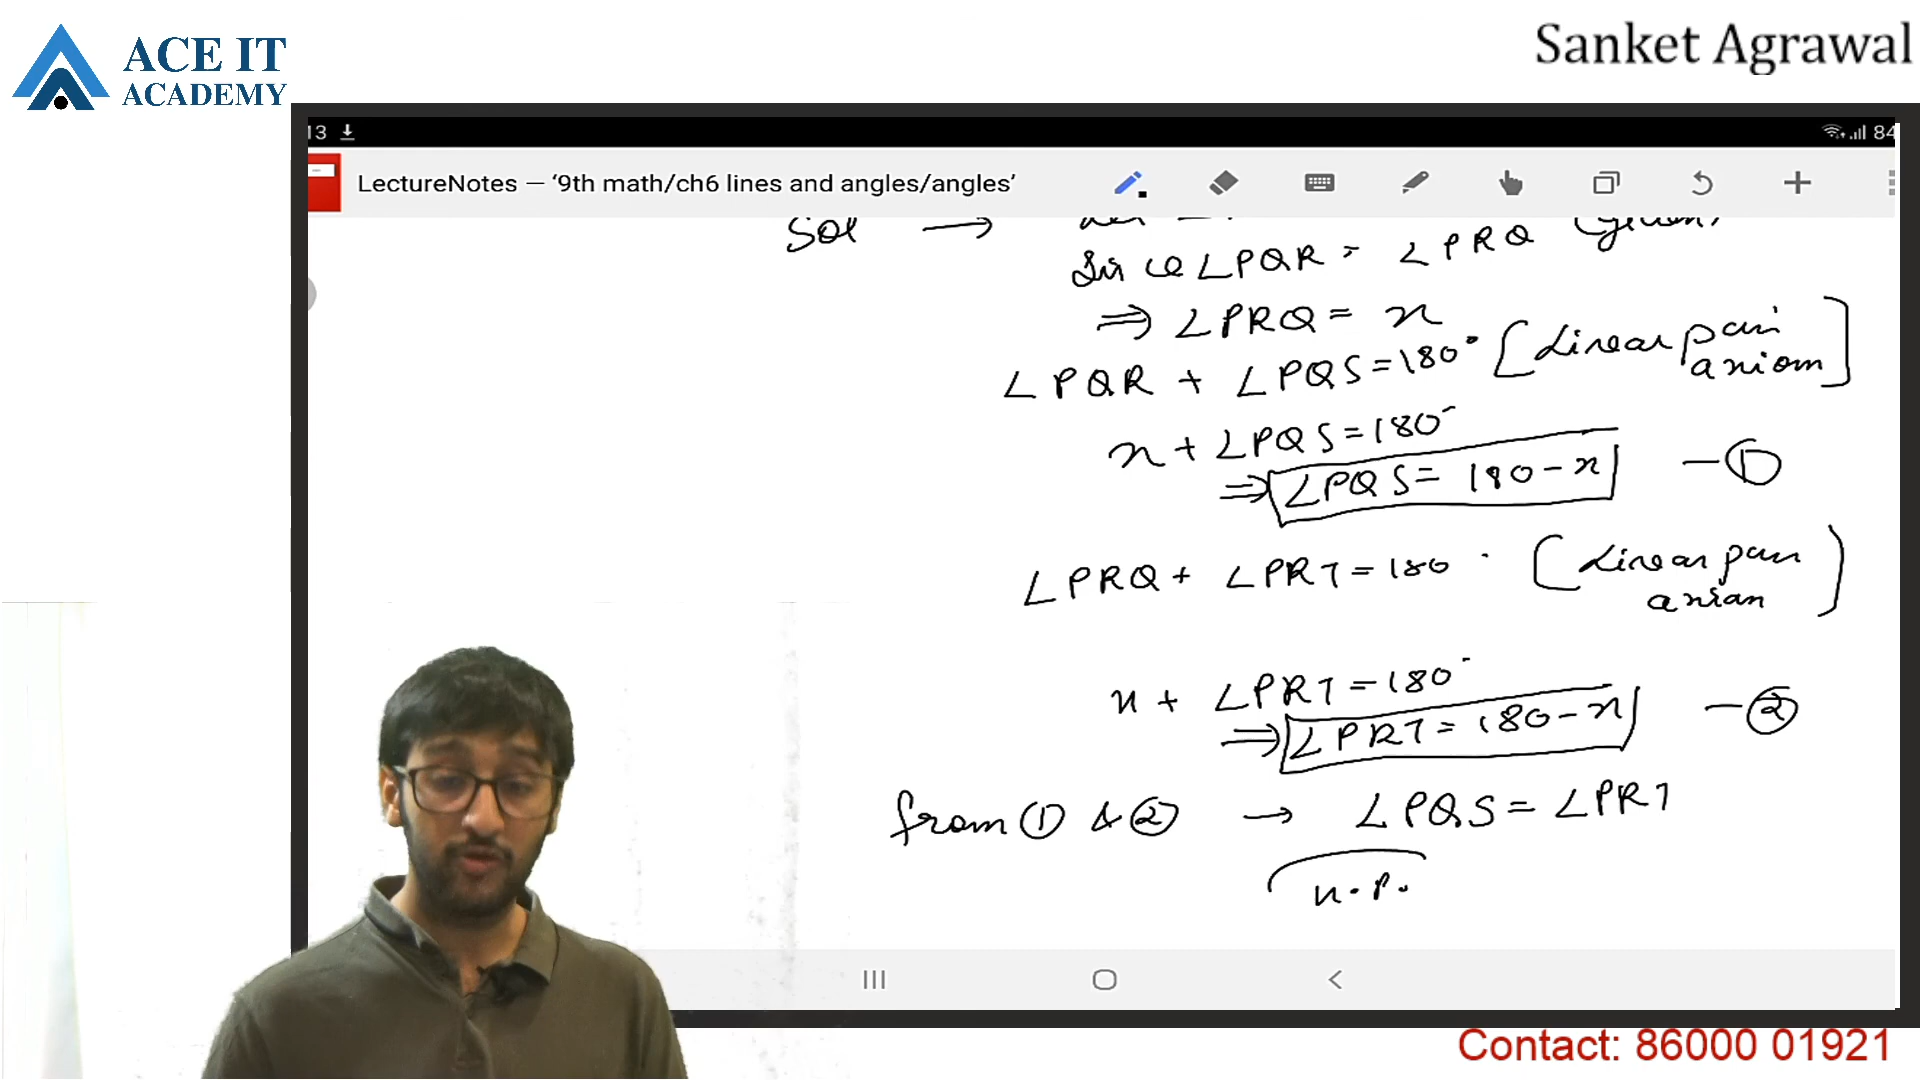 ACE IT
ACADEMY
Sanket Agrawal
13
84
LectureNotes — ‘9th math/ch6 lines and angles/angles’
Sol →
Since ∠PQR = ∠PRQ (given)
⇒ ∠PRQ = x
∠PQR + ∠PQS = 180° [Linear pair
axiom]
x + ∠PQS = 180°
⇒ ∠PQS = 180 - x — ①
∠PRQ + ∠PRT = 180° (Linear pair
axiom)
x + ∠PRT = 180°
⇒ ∠PRT = 180 - x — ②
from ① & ② → ∠PQS = ∠PRT
H.P.
Contact: 86000 01921